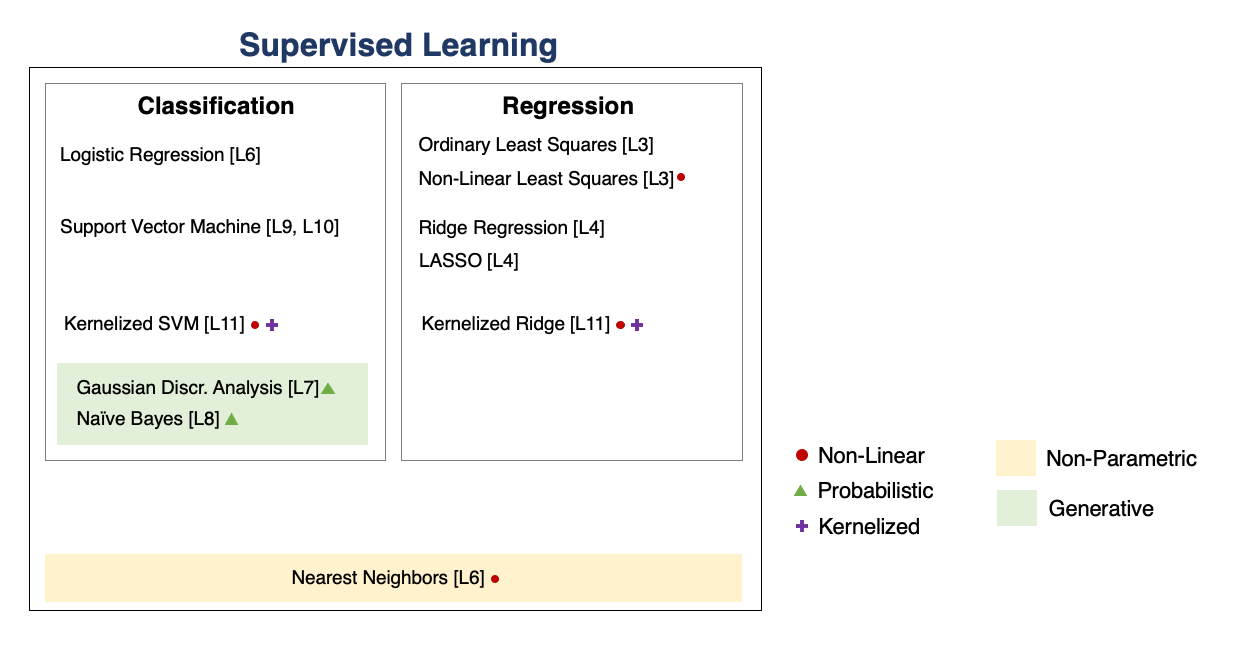 Supervised Learning
Classification
Logistic Regression [L6]
Support Vector Machine [L9, L10]
Kernelized SVM [L11]
Gaussian Discr. Analysis [L7]
Naïve Bayes [L8]
Regression
Ordinary Least Squares [L3]
Non-Linear Least Squares [L3]
Ridge Regression [L4]
LASSO [L4]
Kernelized Ridge [L11]
Nearest Neighbors [L6]
Non-Linear
Probabilistic
Kernelized
Non-Parametric
Generative